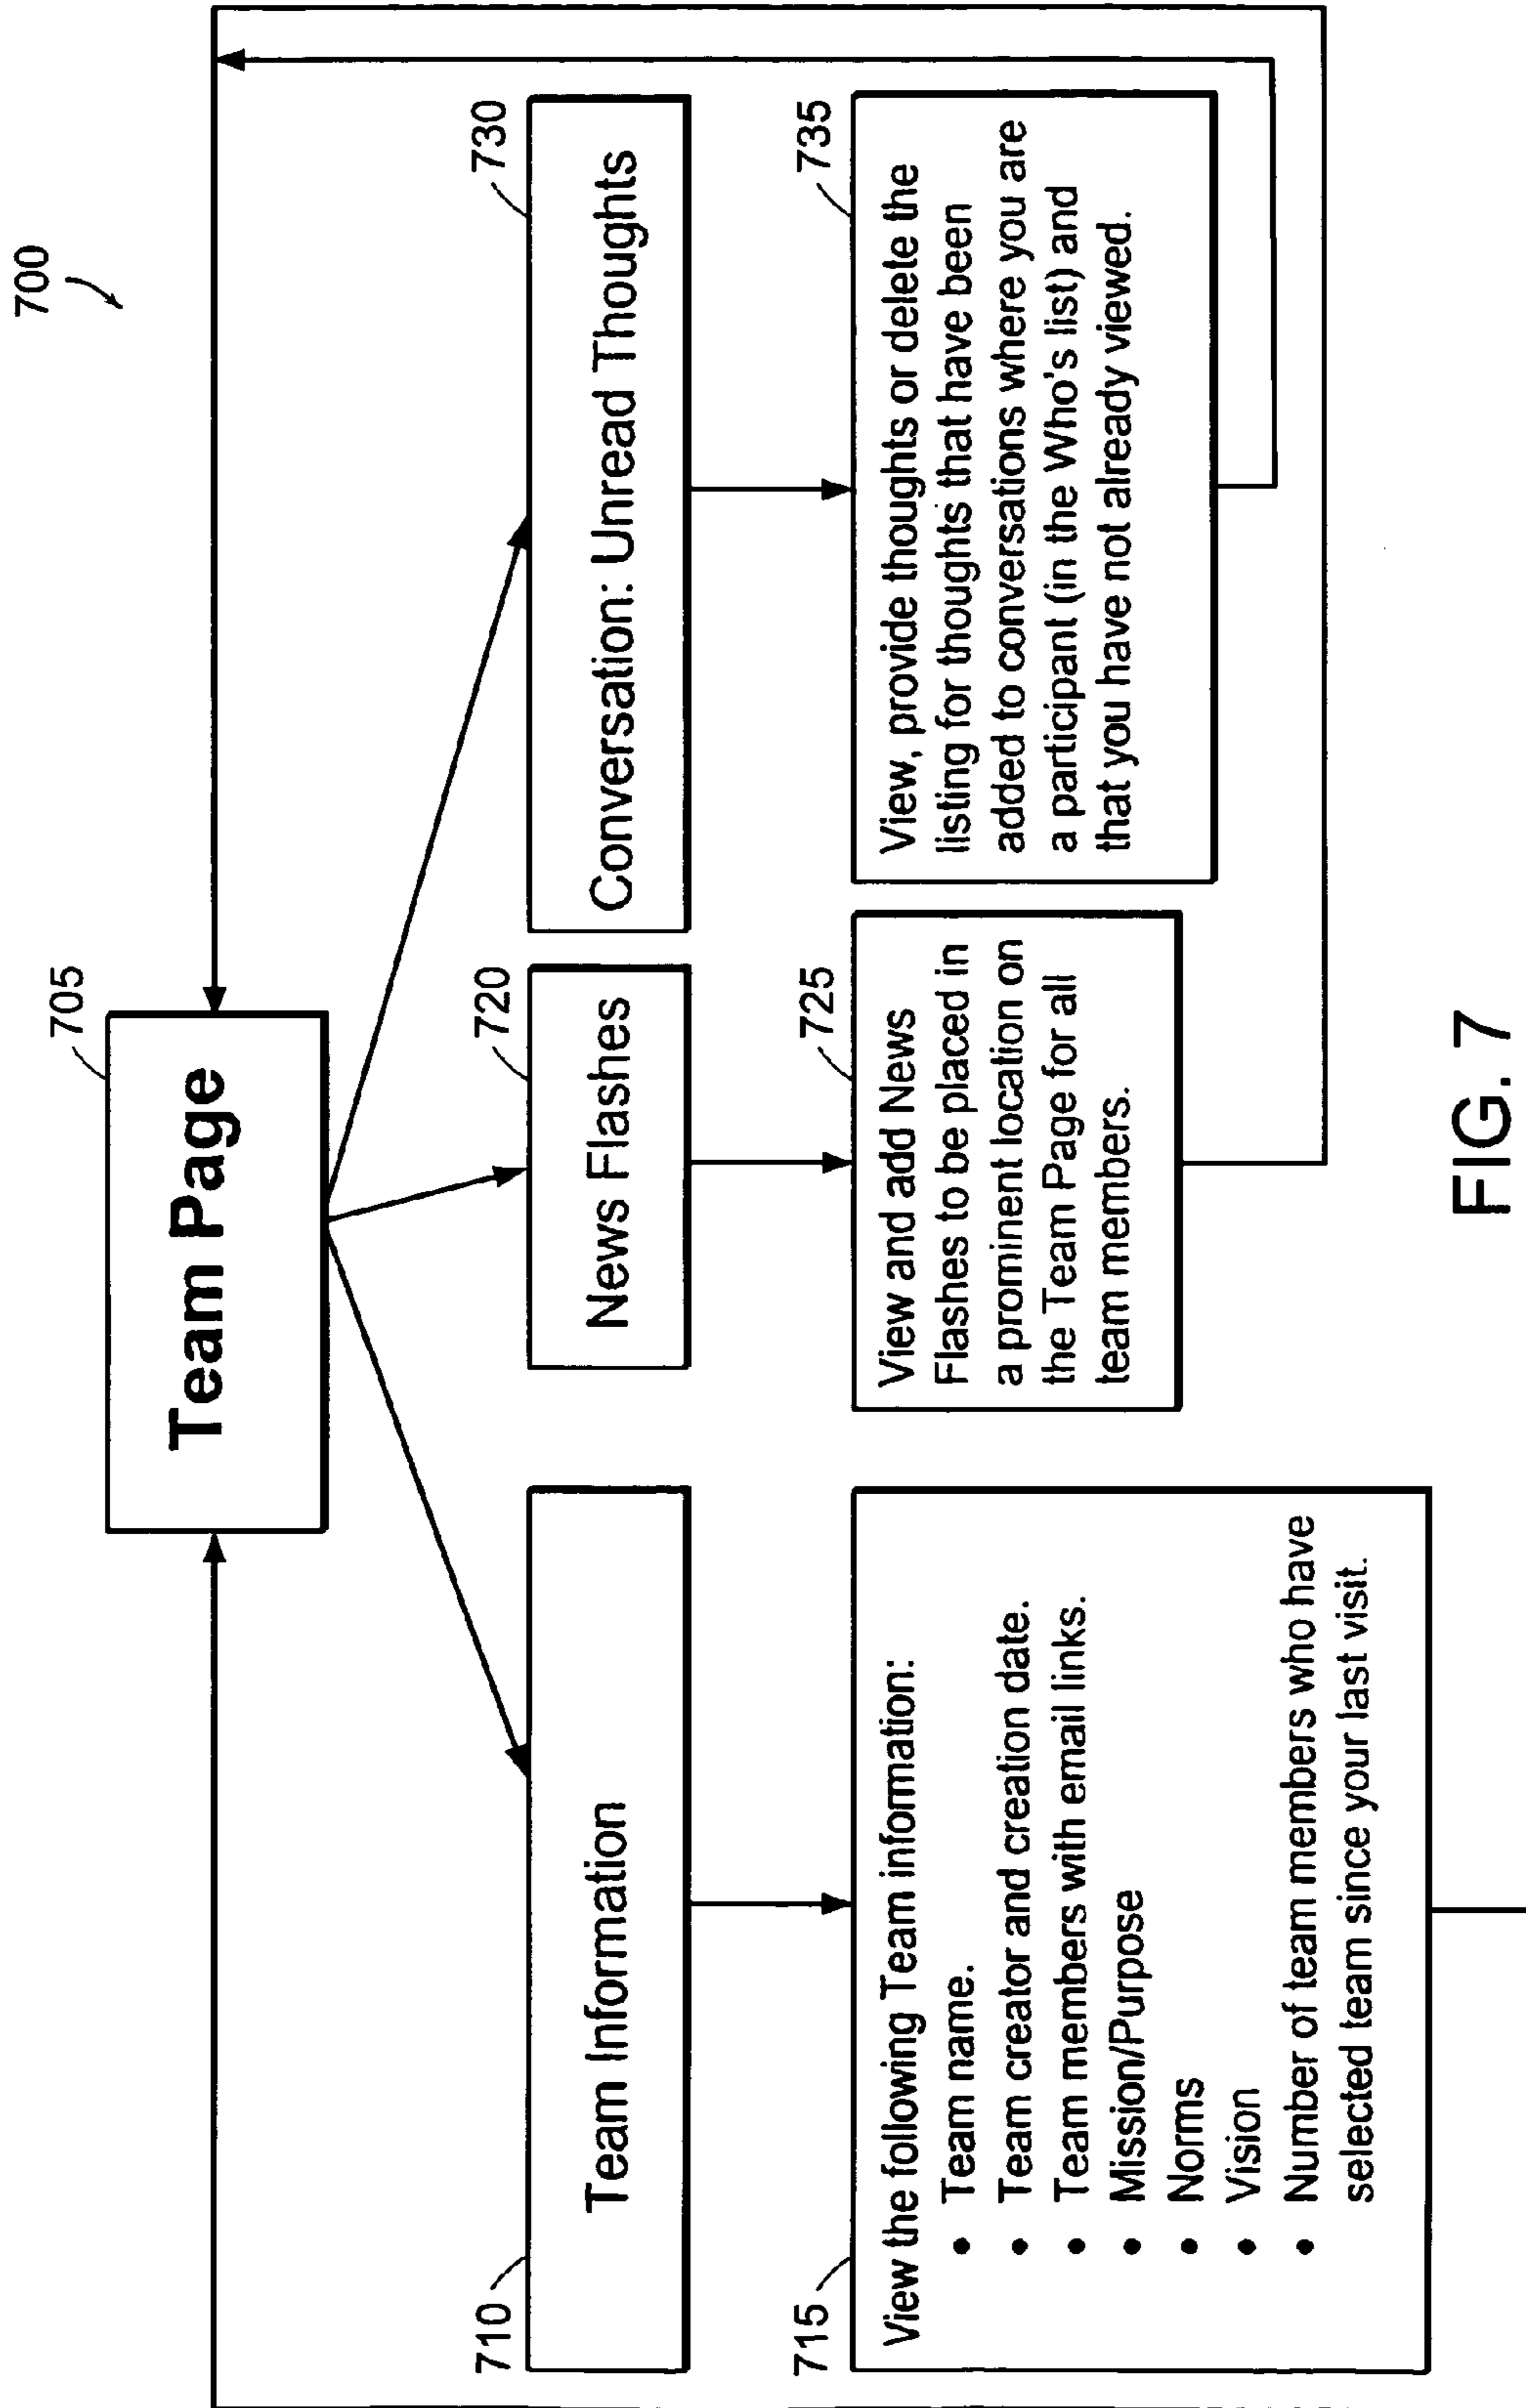 700
705
Team Page
710
Team Information
720
News Flashes
730
Conversation: Unread Thoughts
715
View the following Team information:
• Team name.
• Team creator and creation date.
• Team members with email links.
• Mission/Purpose
• Norms
• Vision
• Number of team members who have
selected team since your last visit.
725
View and add News
Flashes to be placed in
a prominent location on
the Team Page for all
team members.
735
View, provide thoughts or delete the
listing for thoughts that have been
added to conversations where you are
a participant (in the Who's list) and
that you have not already viewed.
FIG. 7